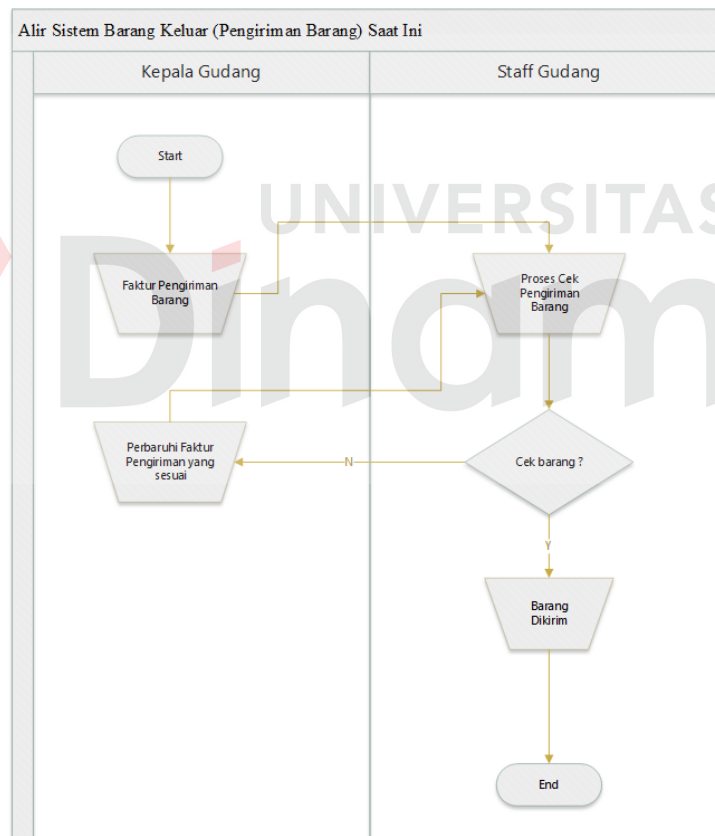 Alir Sistem Barang Keluar (Pengiriman Barang) Saat Ini
Kepala Gudang
Staff Gudang
Start
UNIVERSITAS
Dinam
Faktur Pengiriman
Barang
Proses Cek
Pengiriman
Barang
Perbaruhi Faktur
Pengiriman yang
sesuai
N
Cek barang ?
Y
Barang
Dikirim
End